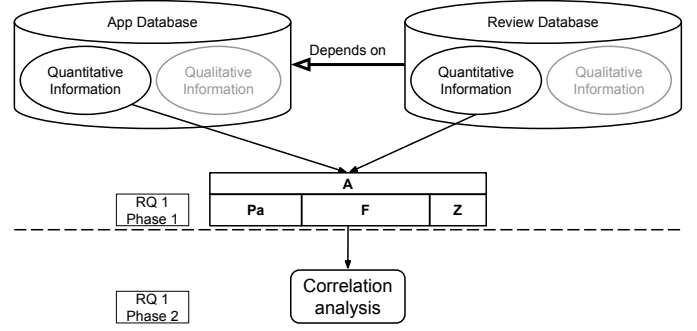 App Database
Review Database
Depends on
Quantitative
Information
Qualitative
Information
Quantitative
Information
Qualitative
Information
A
Pa
F
Z
RQ 1
Phase 1
Correlation
analysis
RQ 1
Phase 2